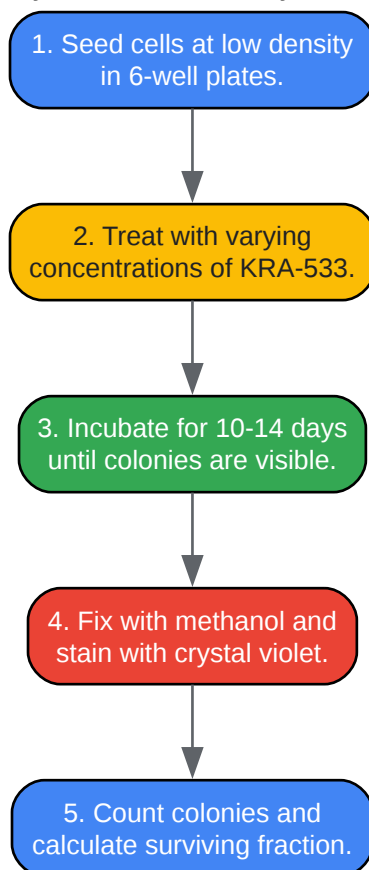 1. Seed cells at low density
in 6-well plates.
2. Treat with varying
concentrations of KRA-533.
3. Incubate for 10-14 days
until colonies are visible.
4. Fix with methanol and
stain with crystal violet.
5. Count colonies and
calculate surviving fraction.